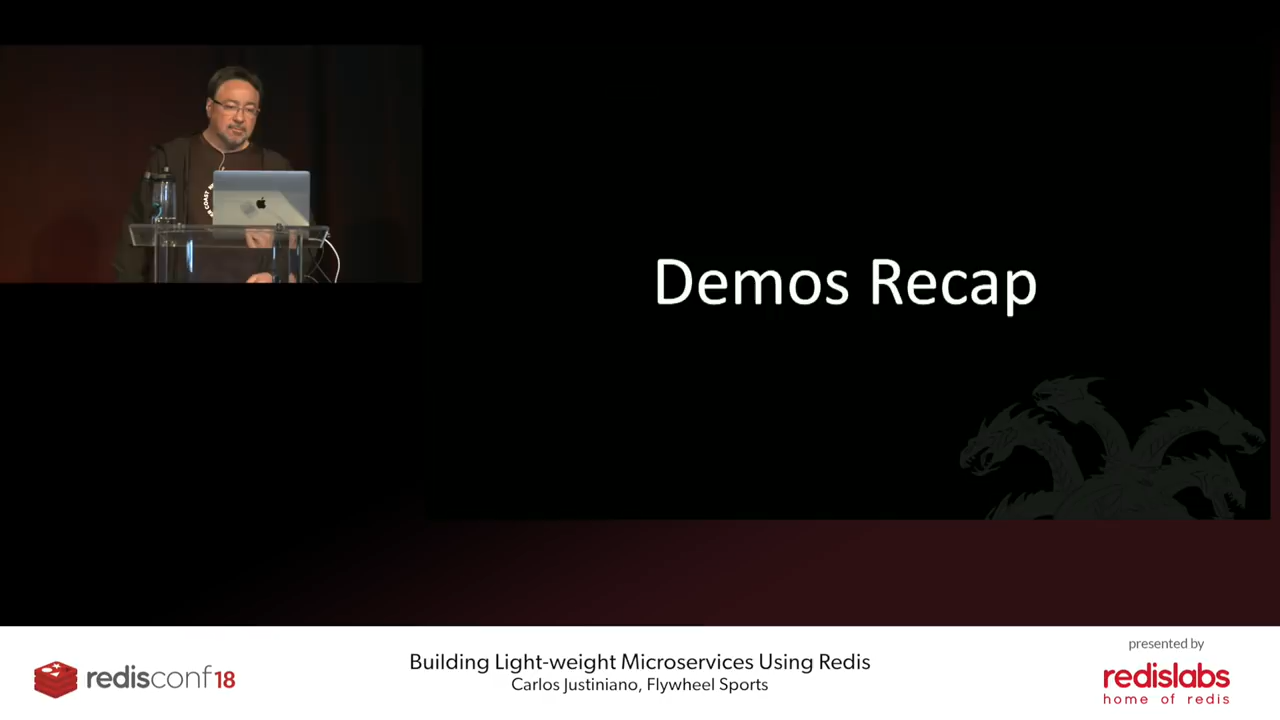 Demos Recap
redisconf18
Building Light-weight Microservices Using Redis
Carlos Justiniano, Flywheel Sports
presented by
redislabs
home of redis